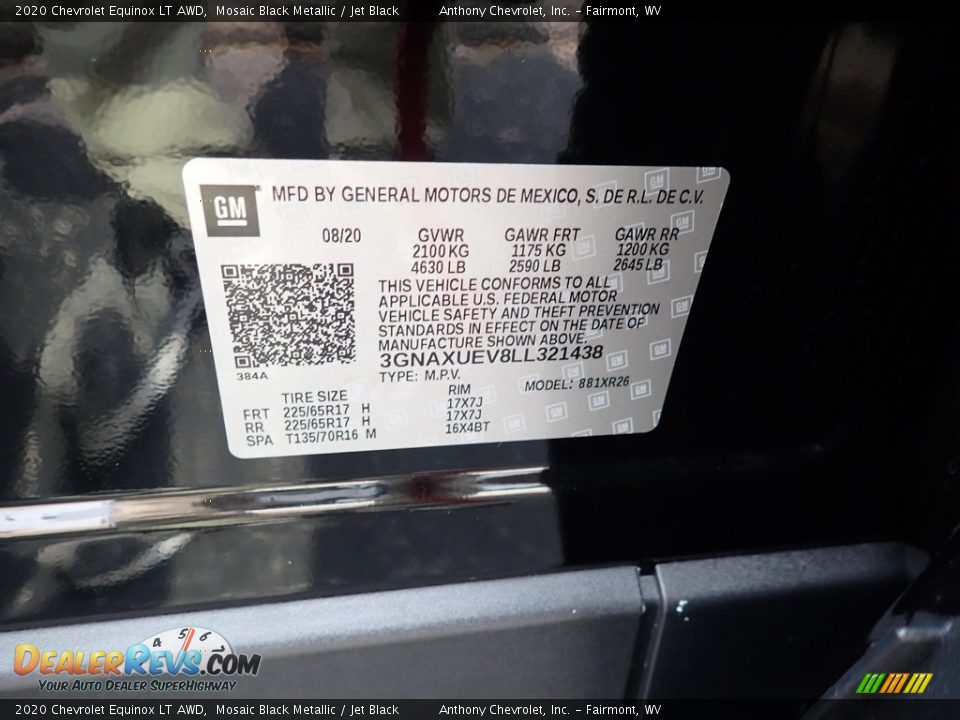 2020 Chevrolet Equinox LT AWD, Mosaic Black Metallic / Jet Black Anthony Chevrolet, Inc. - Fairmont, WV
GM MFD BY GENERAL MOTORS DE MEXICO, S. DE R.L. DE C.V.
08/20 GVWR GAWR FRT GAWR RR
2100 KG 1175 KG 1200 KG
4630 LB 2590 LB 2645 LB
THIS VEHICLE CONFORMS TO ALL
APPLICABLE U.S. FEDERAL MOTOR
VEHICLE SAFETY AND THEFT PREVENTION
STANDARDS IN EFFECT ON THE DATE OF
MANUFACTURE SHOWN ABOVE.
3GNAXUEV8LL321438
384A TYPE: M.P.V. MODEL: 881XR26
TIRE SIZE RIM
FRT 225/65R17 H 17X7J
RR 225/65R17 H 17X7J
SPA T135/70R16 M 16X4BT
4 5 6
DEALERREVS.COM
YOUR AUTO DEALER SUPERHIGHWAY
2020 Chevrolet Equinox LT AWD, Mosaic Black Metallic / Jet Black Anthony Chevrolet, Inc. - Fairmont, WV